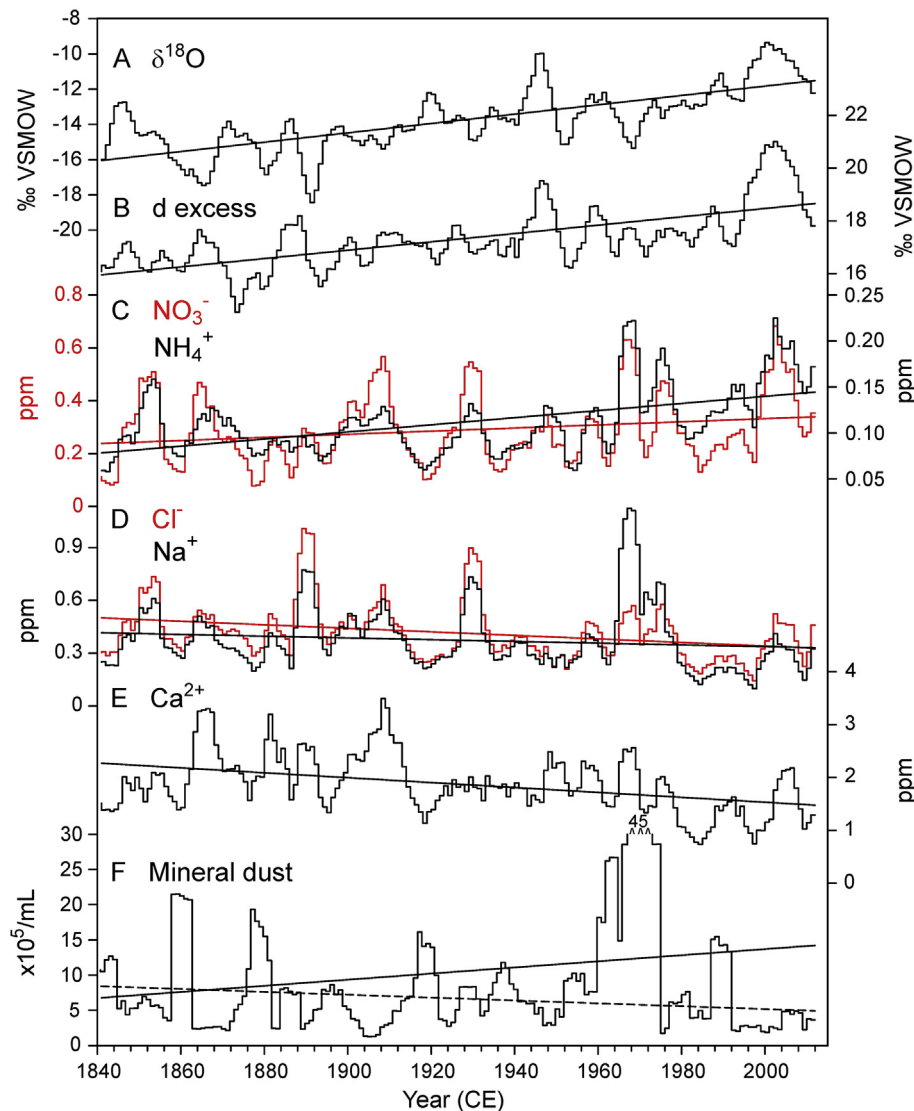 -8
-10
-12
-14
-16
-18
-20
‰ VSMOW
A δ¹⁸O
B d excess
22
20
18
16
‰ VSMOW
0.8
0.6
0.4
0.2
0
ppm
C NO₃⁻
NH₄⁺
0.25
0.20
0.15
0.10
0.05
ppm
0.9
0.6
0.3
0
ppm
D Cl⁻
Na⁺
E Ca²⁺
4
3
2
1
0
ppm
30
25
20
15
10
5
0
x10⁵/mL
F Mineral dust
45
1840 1860 1880 1900 1920 1940 1960 1980 2000
Year (CE)